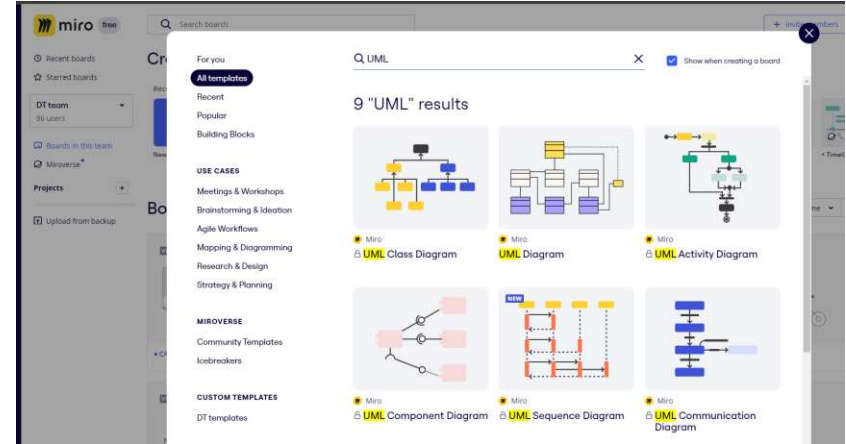 miro free
Search boards
+ Invite members
Recent boards
Starred boards
DT team
86 users
Boards in this team
Miroverse
Projects
+
Upload from backup
For you
All templates
Recent
Popular
Building Blocks
USE CASES
Meetings & Workshops
Brainstorming & Ideation
Agile Workflows
Mapping & Diagramming
Research & Design
Strategy & Planning
MIROVERSE
Community Templates
Icebreakers
CUSTOM TEMPLATES
DT templates
UML
Show when creating a board
9 "UML" results
Miro
UML Class Diagram
Miro
UML Diagram
Miro
UML Activity Diagram
NEW
Miro
UML Component Diagram
Miro
UML Sequence Diagram
Miro
UML Communication
Diagram